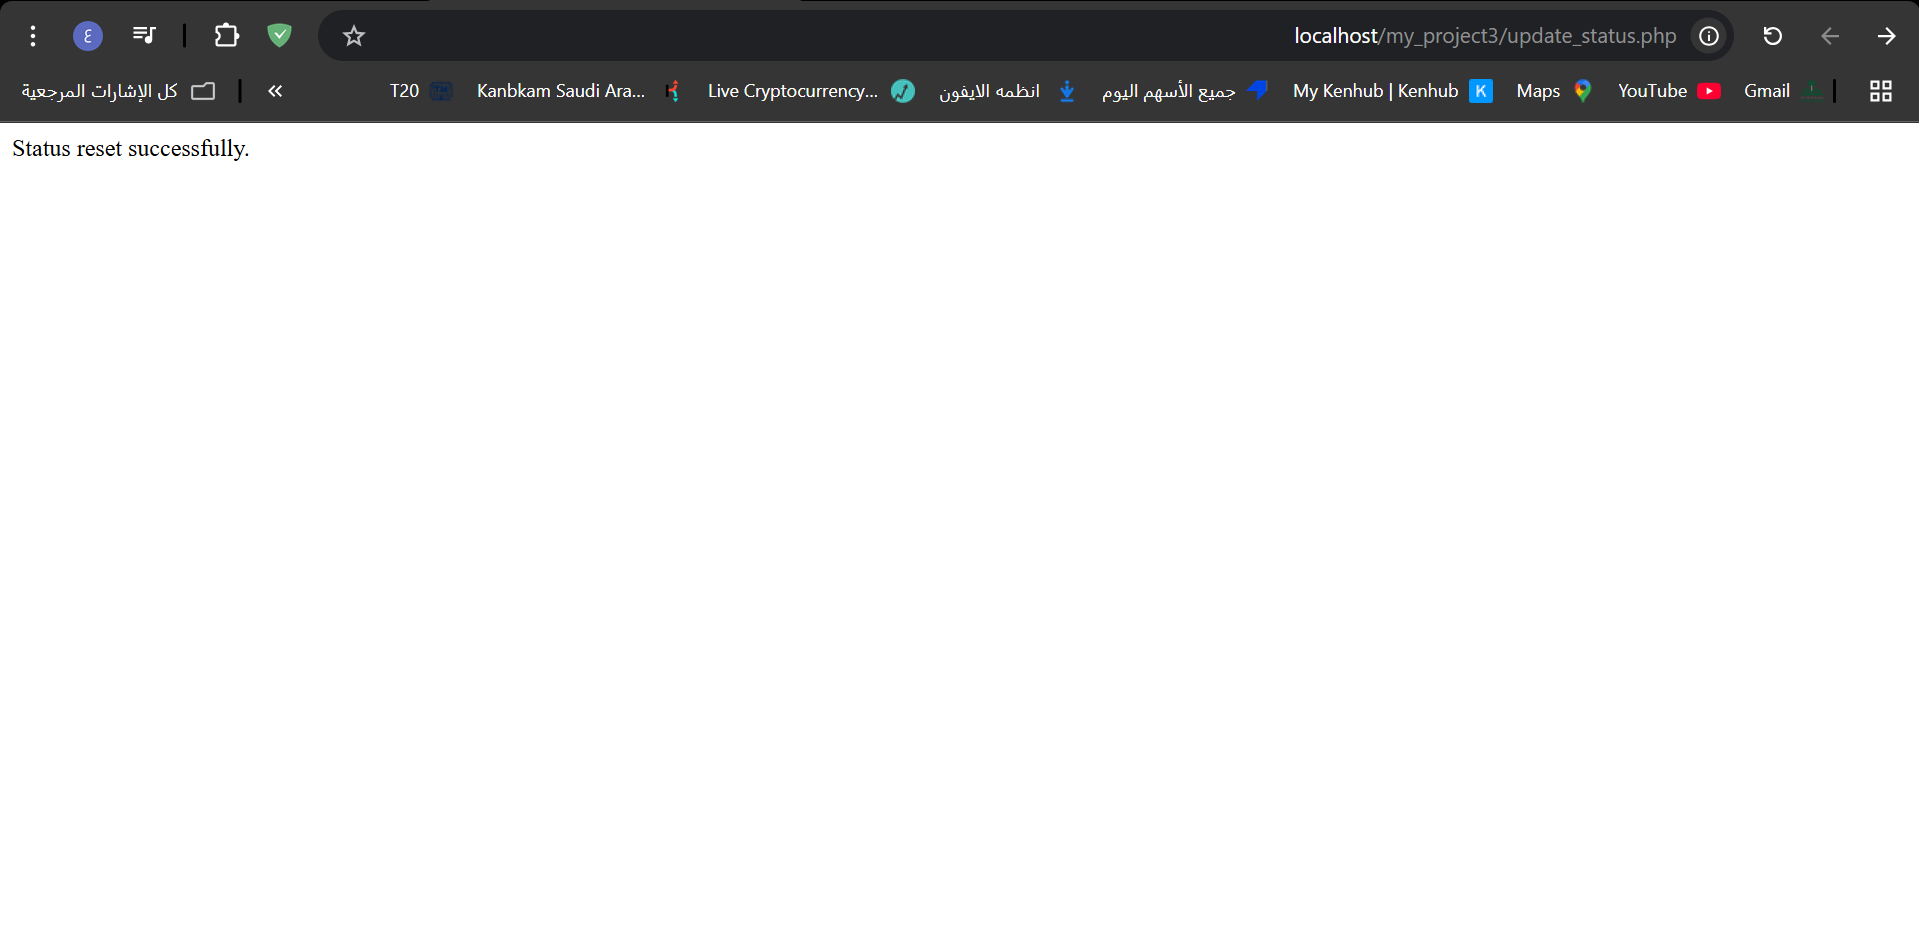 ع localhost/my_project3/update_status.php
كل الإشارات المرجعية T20 Kanbkam Saudi Ara... Live Cryptocurrency... انظمه الايفون جميع الأسهم اليوم My Kenhub | Kenhub K Maps YouTube Gmail
Status reset successfully.